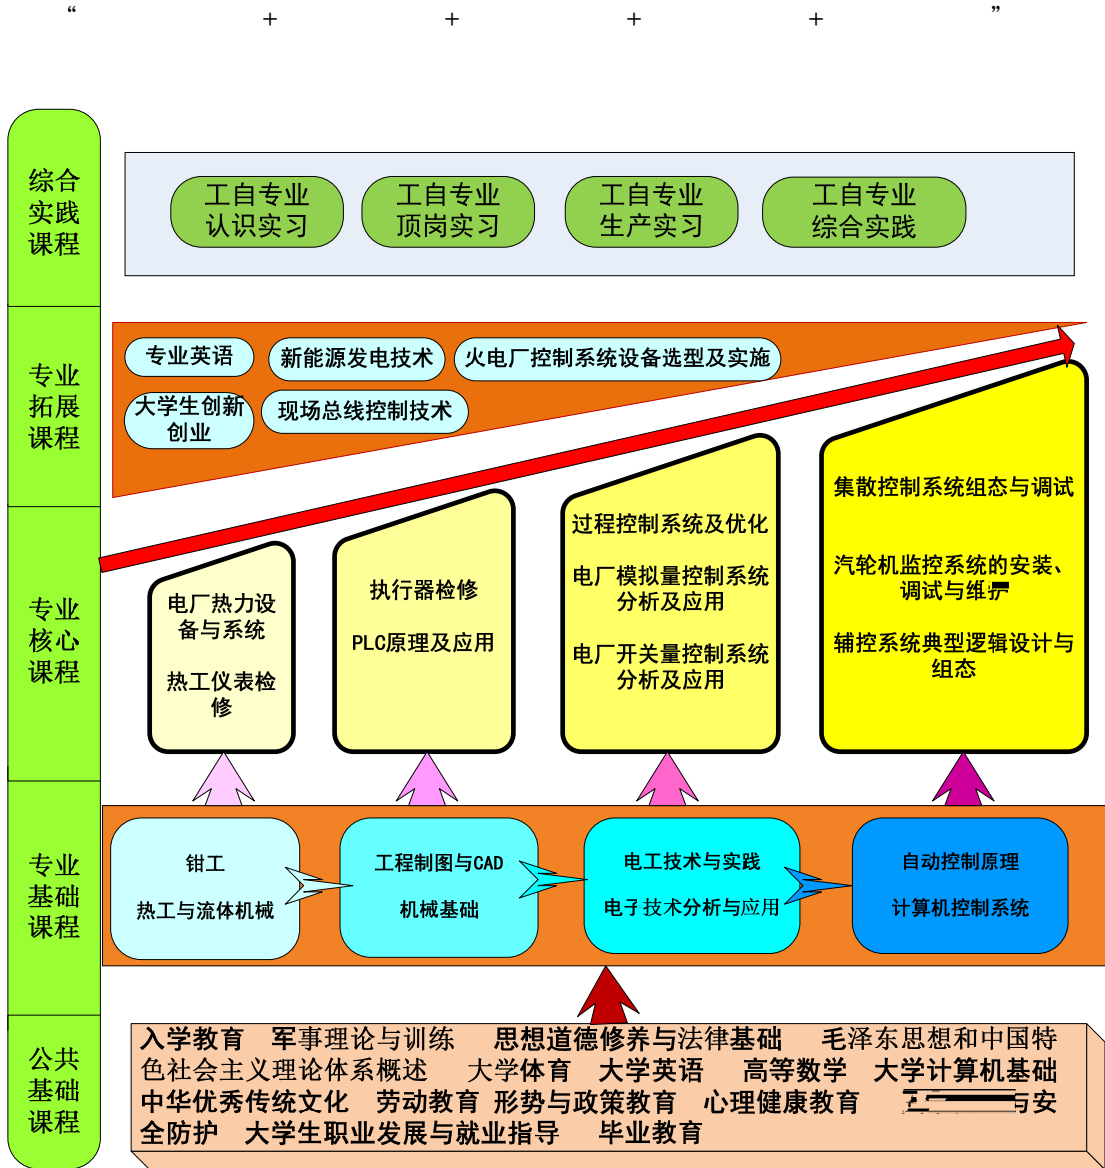 “ + + + + ”
综合
实践
课程
工自专业
认识实习
工自专业
顶岗实习
工自专业
生产实习
工自专业
综合实践
专业
拓展
课程
专业英语
新能源发电技术
火电厂控制系统设备选型及实施
大学生创新
创业
现场总线控制技术
专业
核心
课程
电厂热力设
备与系统
热工仪表检
修
执行器检修
PLC原理及应用
过程控制系统及优化
电厂模拟量控制系统
分析及应用
电厂开关量控制系统
分析及应用
集散控制系统组态与调试
汽轮机监控系统的安装、
调试与维护
辅控系统典型逻辑设计与
组态
专业
基础
课程
钳工
热工与流体机械
工程制图与CAD
机械基础
电工技术与实践
电子技术分析与应用
自动控制原理
计算机控制系统
公共
基础
课程
入学教育 军事理论与训练 思想道德修养与法律基础 毛泽东思想和中国特
色社会主义理论体系概述 大学体育 大学英语 高等数学 大学计算机基础
中华优秀传统文化 劳动教育 形势与政策教育 心理健康教育 与安
全防护 大学生职业发展与就业指导 毕业教育